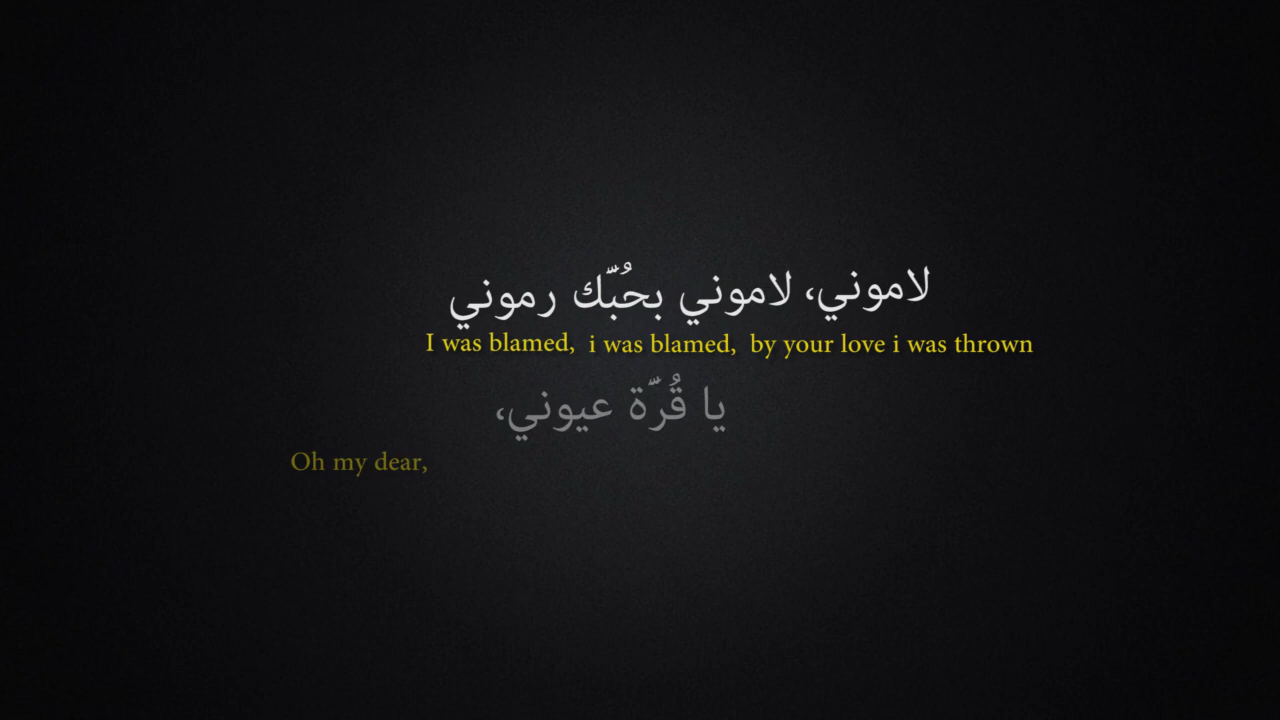 لاموني، لاموني بحُبّك رموني
I was blamed, i was blamed, by your love i was thrown
يا قُرّة عيوني،
Oh my dear,